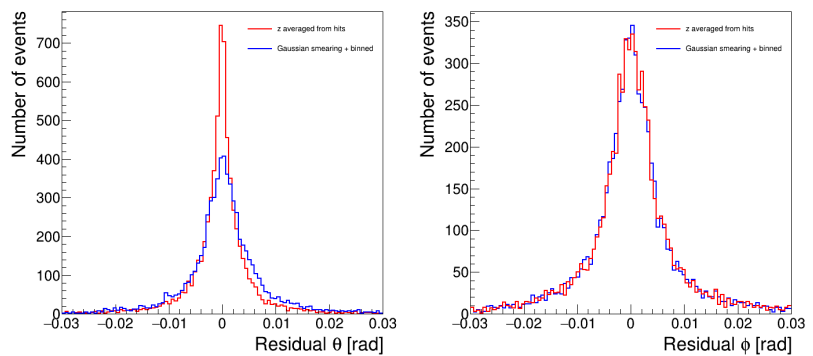 Number of events
700
600
500
400
300
200
100
0
−0.03 −0.02 −0.01 0 0.01 0.02 0.03
Residual θ [rad]
z averaged from hits
Gaussian smearing + binned
Number of events
350
300
250
200
150
100
50
0
−0.03 −0.02 −0.01 0 0.01 0.02 0.03
Residual ϕ [rad]
z averaged from hits
Gaussian smearing + binned